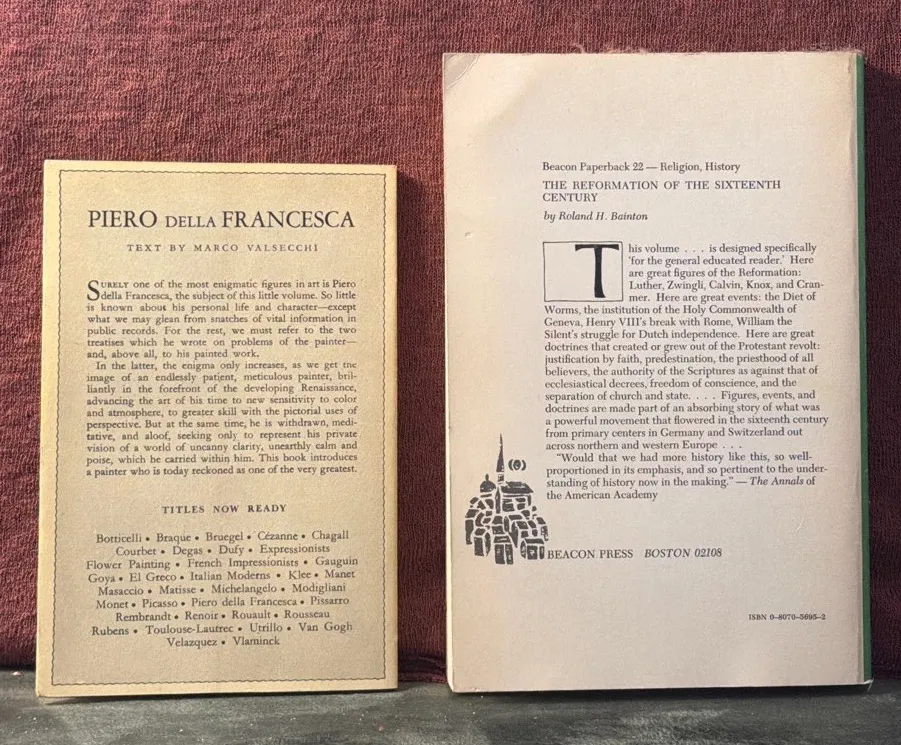 PIERO DELLA FRANCESCA
TEXT BY MARCO VALSECCHI
SURELY one of the most enigmatic figures in art is Piero
della Francesca, the subject of this little volume. So little
is known about his personal life and character—except
what we may glean from snatches of vital information in
public records. For the rest, we must refer to the two
treatises which he wrote on problems of the painter—
and, above all, to his painted work.
In the latter, the enigma only increases, as we get the
image of an endlessly patient, meticulous painter, bril-
liantly in the forefront of the developing Renaissance,
advancing the art of his time to new sensitivity to color
and atmosphere, to greater skill with the pictorial uses of
perspective. But at the same time, he is withdrawn, medi-
tative, and aloof, seeking only to represent his private
vision of a world of uncanny clarity, unearthly calm and
poise, which he carried within him. This book introduces
a painter who is today reckoned as one of the very greatest.
TITLES NOW READY
Botticelli • Braque • Bruegel • Cézanne • Chagall
Courbet • Degas • Dufy • Expressionists
Flower Painting • French Impressionists • Gauguin
Goya • El Greco • Italian Moderns • Klee • Manet
Masaccio • Matisse • Michelangelo • Modigliani
Monet • Picasso • Piero della Francesca • Pissarro
Rembrandt • Renoir • Rouault • Rousseau
Rubens • Toulouse-Lautrec • Utrillo • Van Gogh
Velazquez • Vlaminck
Beacon Paperback 22 — Religion, History
THE REFORMATION OF THE SIXTEENTH
CENTURY
by Roland H. Bainton
This volume . . . is designed specifically
'for the general educated reader.' Here
are great figures of the Reformation:
Luther, Zwingli, Calvin, Knox, and Cran-
mer. Here are great events: the Diet of
Worms, the institution of the Holy Commonwealth of
Geneva, Henry VIII's break with Rome, William the
Silent's struggle for Dutch independence. Here are great
doctrines that created or grew out of the Protestant revolt:
justification by faith, predestination, the priesthood of all
believers, the authority of the Scriptures as against that of
ecclesiastical decrees, freedom of conscience, and the
separation of church and state. . . . Figures, events, and
doctrines are made part of an absorbing story of what was
a powerful movement that flowered in the sixteenth century
from primary centers in Germany and Switzerland out
across northern and western Europe . . .
"Would that we had more history like this, so well-
proportioned in its emphasis, and so pertinent to the under-
standing of history now in the making." — The Annals of
the American Academy
BEACON PRESS BOSTON 02108
ISBN 0-8070-5695-2